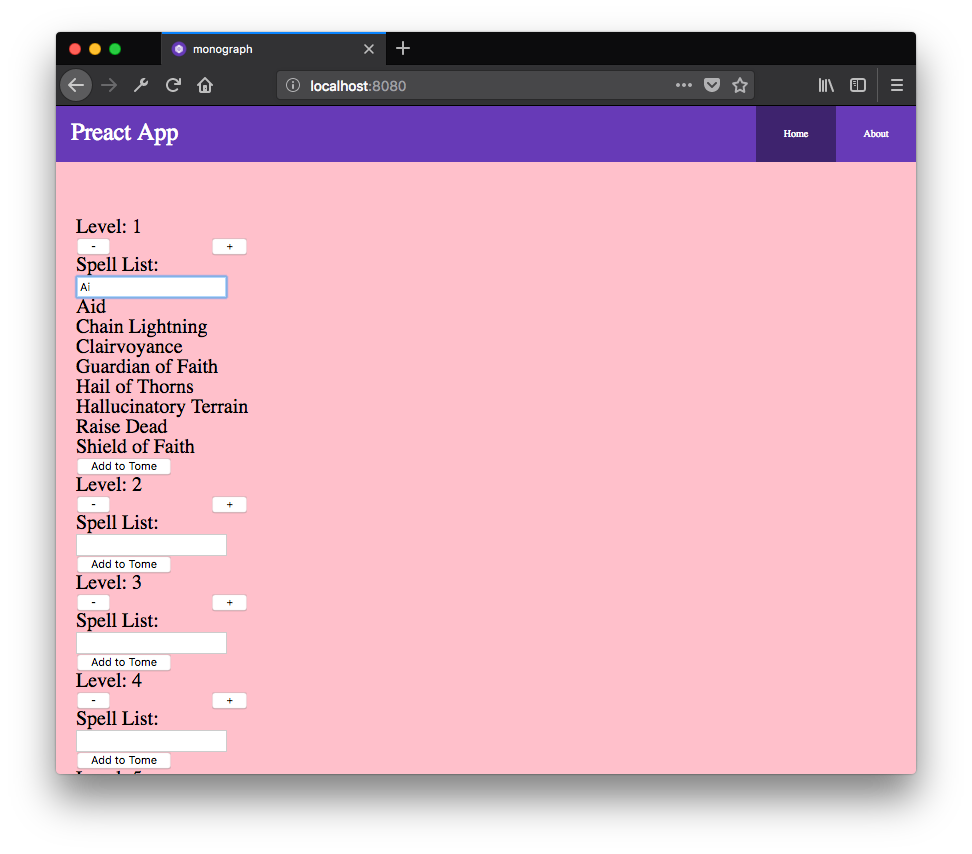 monograph
localhost:8080
Preact App
Home
About
Level: 1
- +
Spell List:
Ai
Aid
Chain Lightning
Clairvoyance
Guardian of Faith
Hail of Thorns
Hallucinatory Terrain
Raise Dead
Shield of Faith
Add to Tome
Level: 2
- +
Spell List:
Add to Tome
Level: 3
- +
Spell List:
Add to Tome
Level: 4
- +
Spell List:
Add to Tome